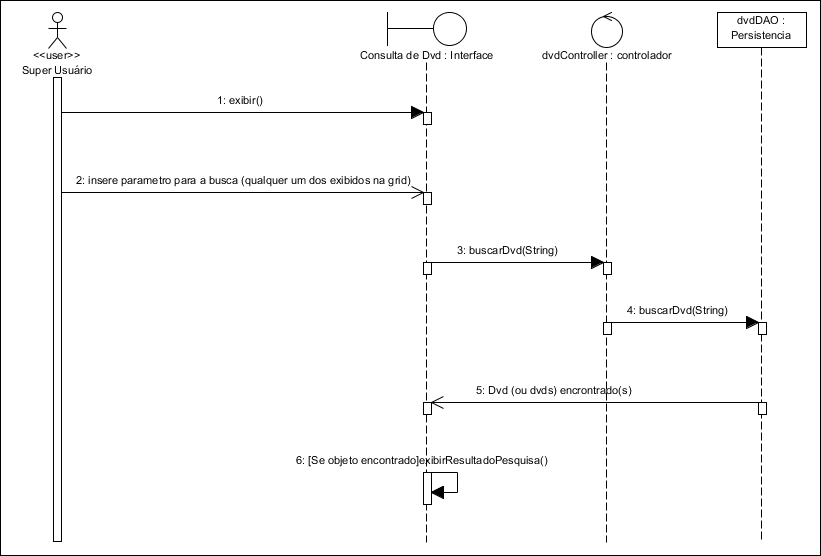 <<user>>
Super Usuário
Consulta de Dvd : Interface
dvdController : controlador
dvdDAO :
Persistencia
1: exibir()
2: insere parametro para a busca (qualquer um dos exibidos na grid)
3: buscarDvd(String)
4: buscarDvd(String)
5: Dvd (ou dvds) encrontrado(s)
6: [Se objeto encontrado]exibirResultadoPesquisa()